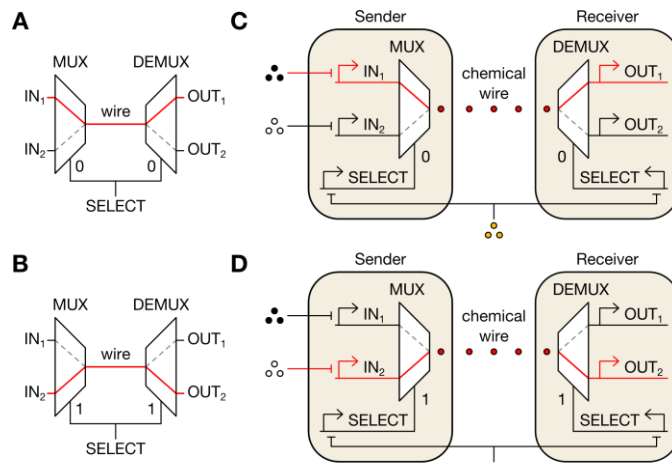 A
MUX DEMUX
IN1 OUT1
wire
IN2 OUT2
0 0
SELECT
B
MUX DEMUX
IN1 OUT1
wire
IN2 OUT2
1 1
SELECT
C
Sender Receiver
MUX DEMUX
IN1 chemical OUT1
wire
IN2 OUT2
0 0
SELECT SELECT
D
Sender Receiver
MUX DEMUX
IN1 chemical OUT1
wire
IN2 OUT2
1 1
SELECT SELECT